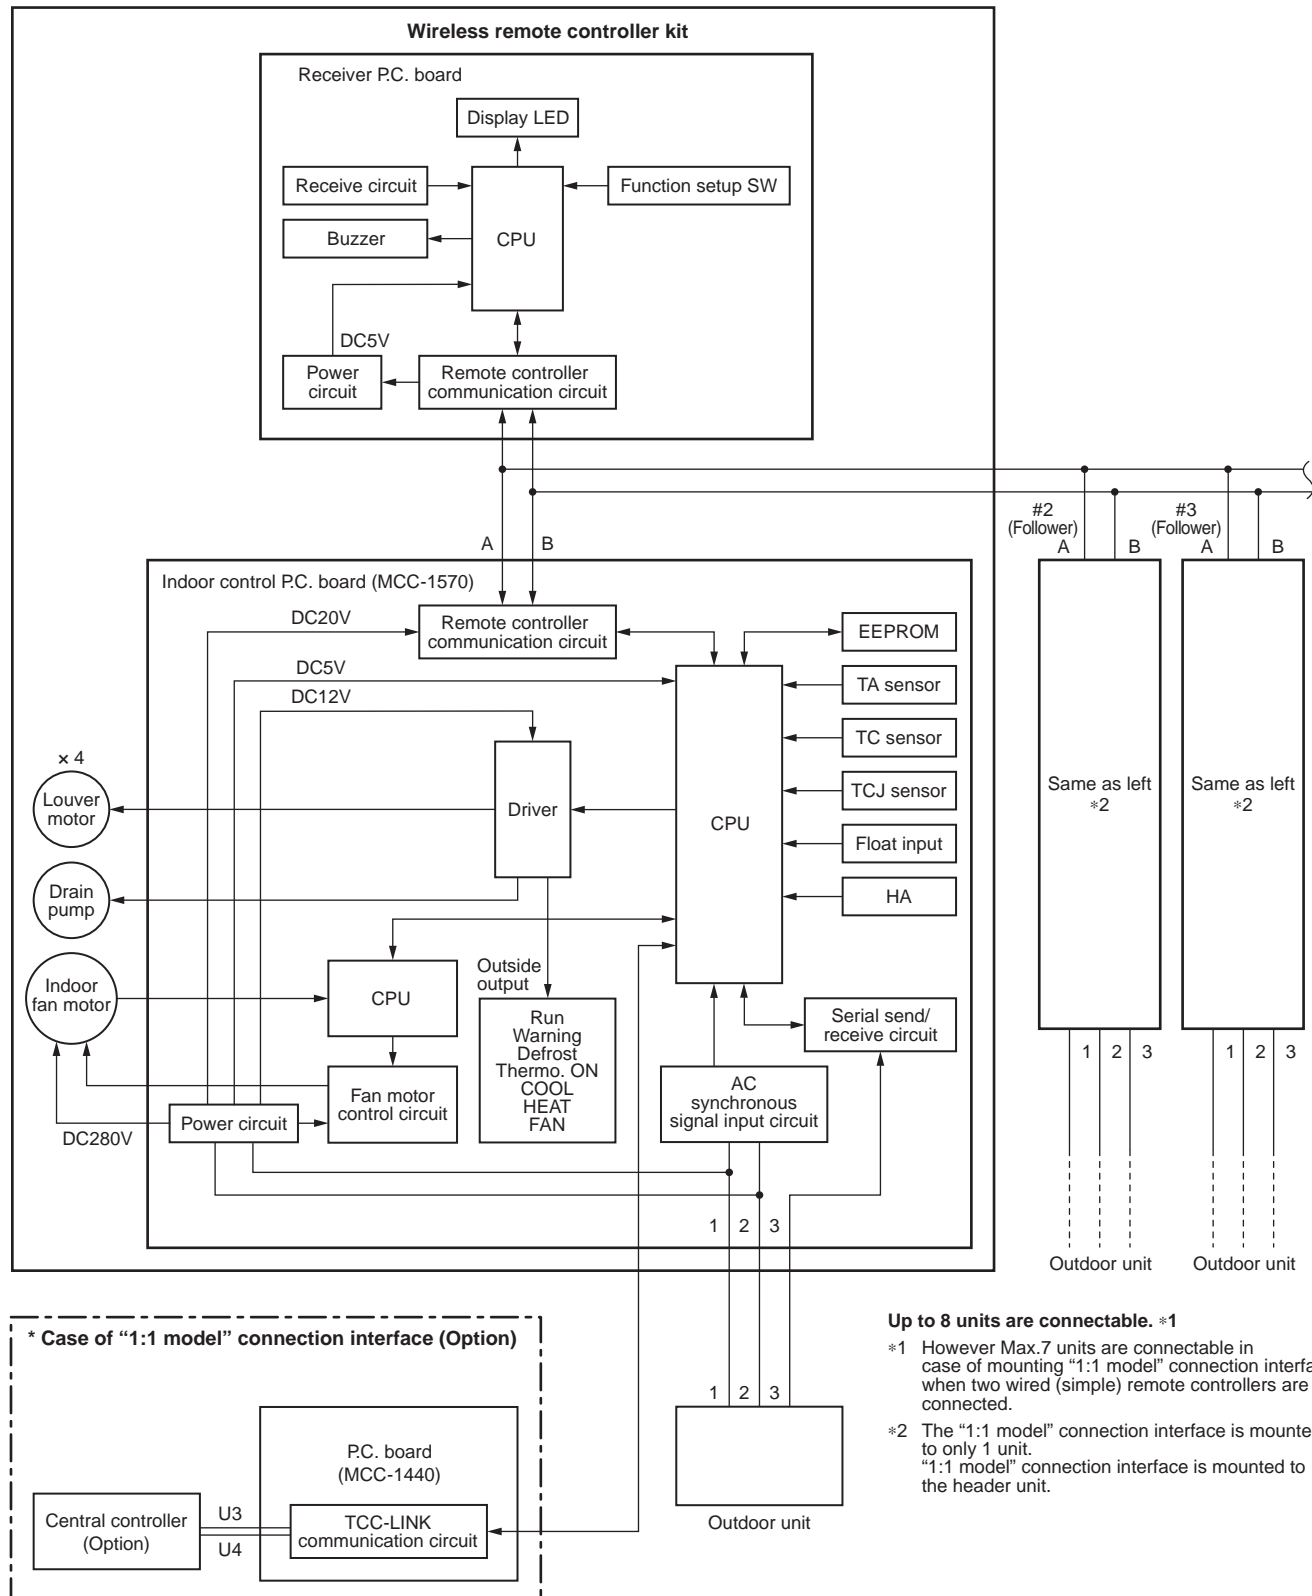 Wireless remote controller kit
Receiver P.C. board
Display LED
Receive circuit
Function setup SW
Buzzer
CPU
DC5V
Power
circuit
Remote controller
communication circuit
#2
(Follower)
#3
(Follower)
A
B
A
B
A
B
Indoor control P.C. board (MCC-1570)
DC20V
Remote controller
communication circuit
EEPROM
DC5V
TA sensor
DC12V
TC sensor
× 4
Louver
motor
Driver
CPU
TCJ sensor
Same as left
*2
Same as left
*2
Float input
Drain
pump
HA
Indoor
fan motor
CPU
Outside
output
Run
Warning
Defrost
Thermo. ON
COOL
HEAT
FAN
Serial send/
receive circuit
1
2
3
1
2
3
Fan motor
control circuit
AC
synchronous
signal input circuit
Power circuit
DC280V
1
2
3
Outdoor unit
Outdoor unit
* Case of “1:1 model” connection interface (Option)
P.C. board
(MCC-1440)
Central controller
(Option)
U3
U4
TCC-LINK
communication circuit
1
2
3
Outdoor unit
Up to 8 units are connectable. *1
*1 However Max.7 units are connectable in
case of mounting “1:1 model” connection
when two wired (simple) remote controllers are
connected.
*2 The “1:1 model” connection interface is
to only 1 unit.
“1:1 model” connection interface is mounted to
the header unit.